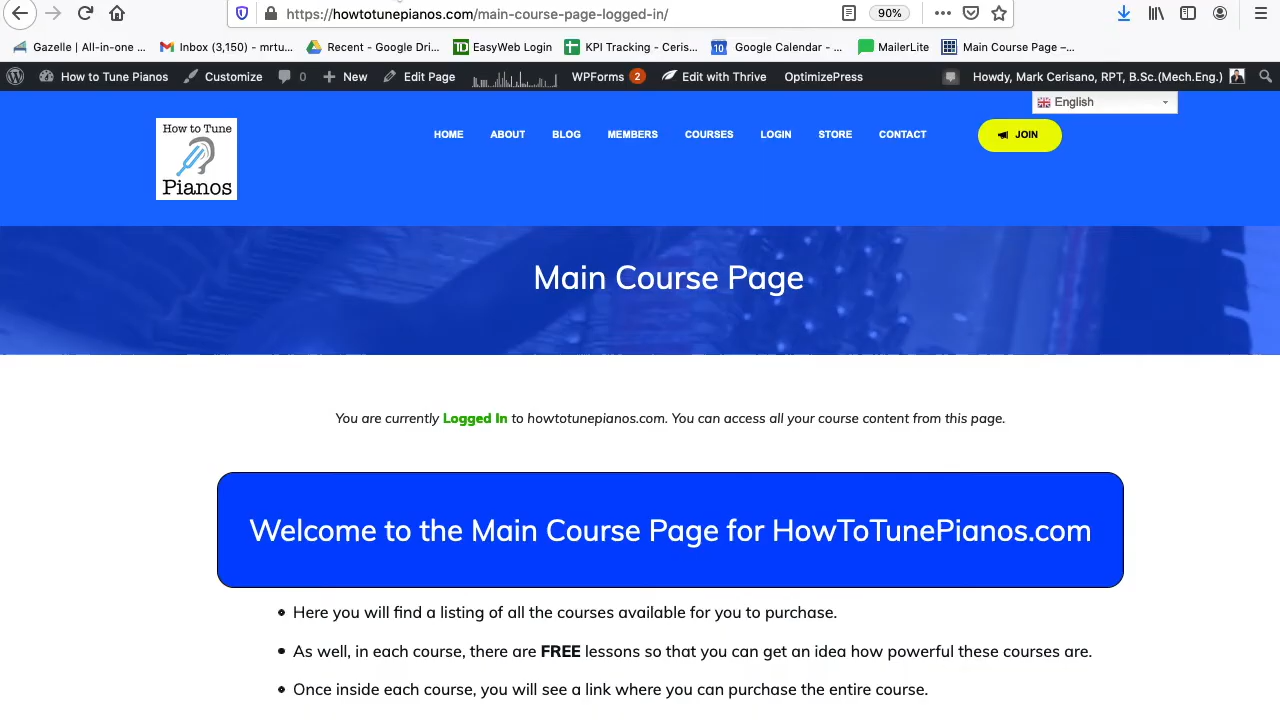 https://howtotunepianos.com/main-course-page-logged-in/
90%
Gazelle | All-in-one ...
Inbox (3,150) - mrtu...
Recent - Google Dri...
TD EasyWeb Login
KPI Tracking - Ceris...
10 Google Calendar - ...
MailerLite
Main Course Page –...
How to Tune Pianos
Customize
0
New
Edit Page
WPForms 2
Edit with Thrive
OptimizePress
Howdy, Mark Cerisano, RPT, B.Sc.(Mech.Eng.)
English
How to Tune
Pianos
HOME
ABOUT
BLOG
MEMBERS
COURSES
LOGIN
STORE
CONTACT
JOIN
Main Course Page
You are currently Logged In to howtotunepianos.com. You can access all your course content from this page.
Welcome to the Main Course Page for HowToTunePianos.com
Here you will find a listing of all the courses available for you to purchase.
As well, in each course, there are FREE lessons so that you can get an idea how powerful these courses are.
Once inside each course, you will see a link where you can purchase the entire course.